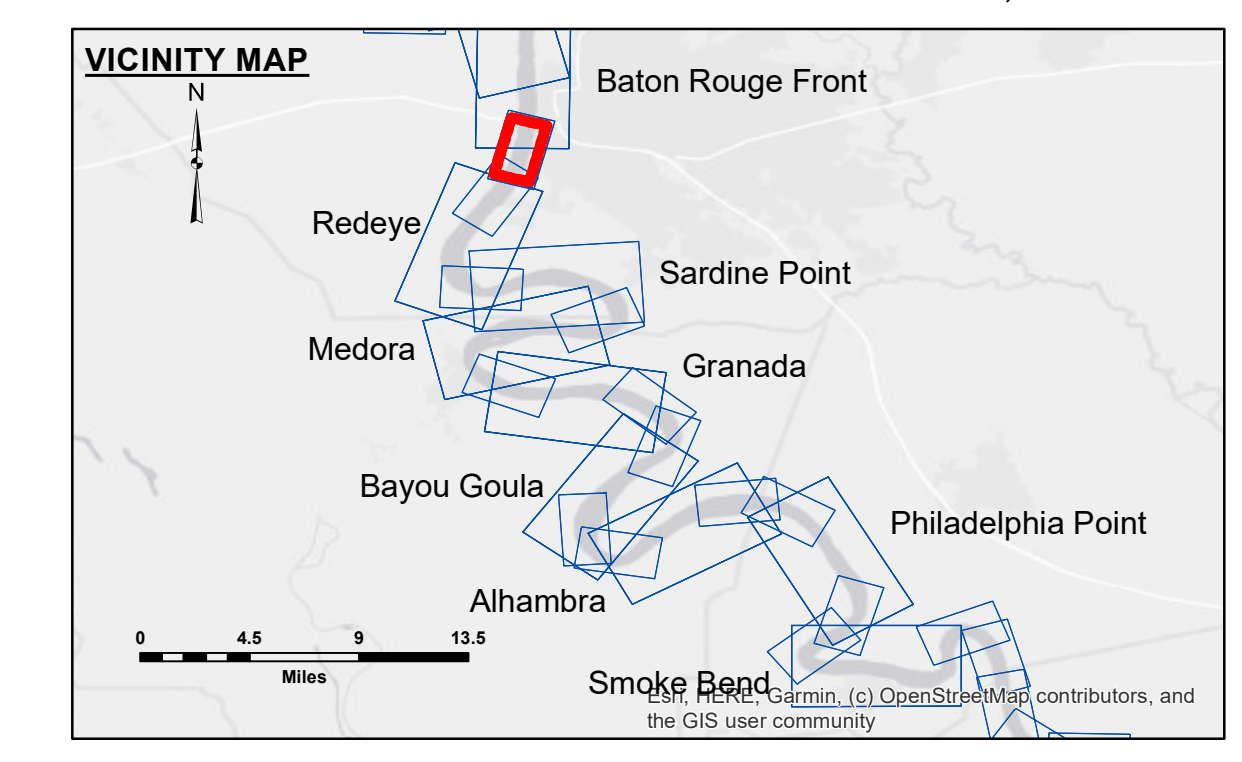 VICINITY MAP
N
Baton Rouge Front
Redeye
Sardine Point
Medora
Granada
Bayou Goula
Philadelphia Point
Alhambra
0 4.5 9 13.5
Miles
Smoke Bend
Esri, HERE, Garmin, (c) OpenStreetMap contributors, and
the GIS user community